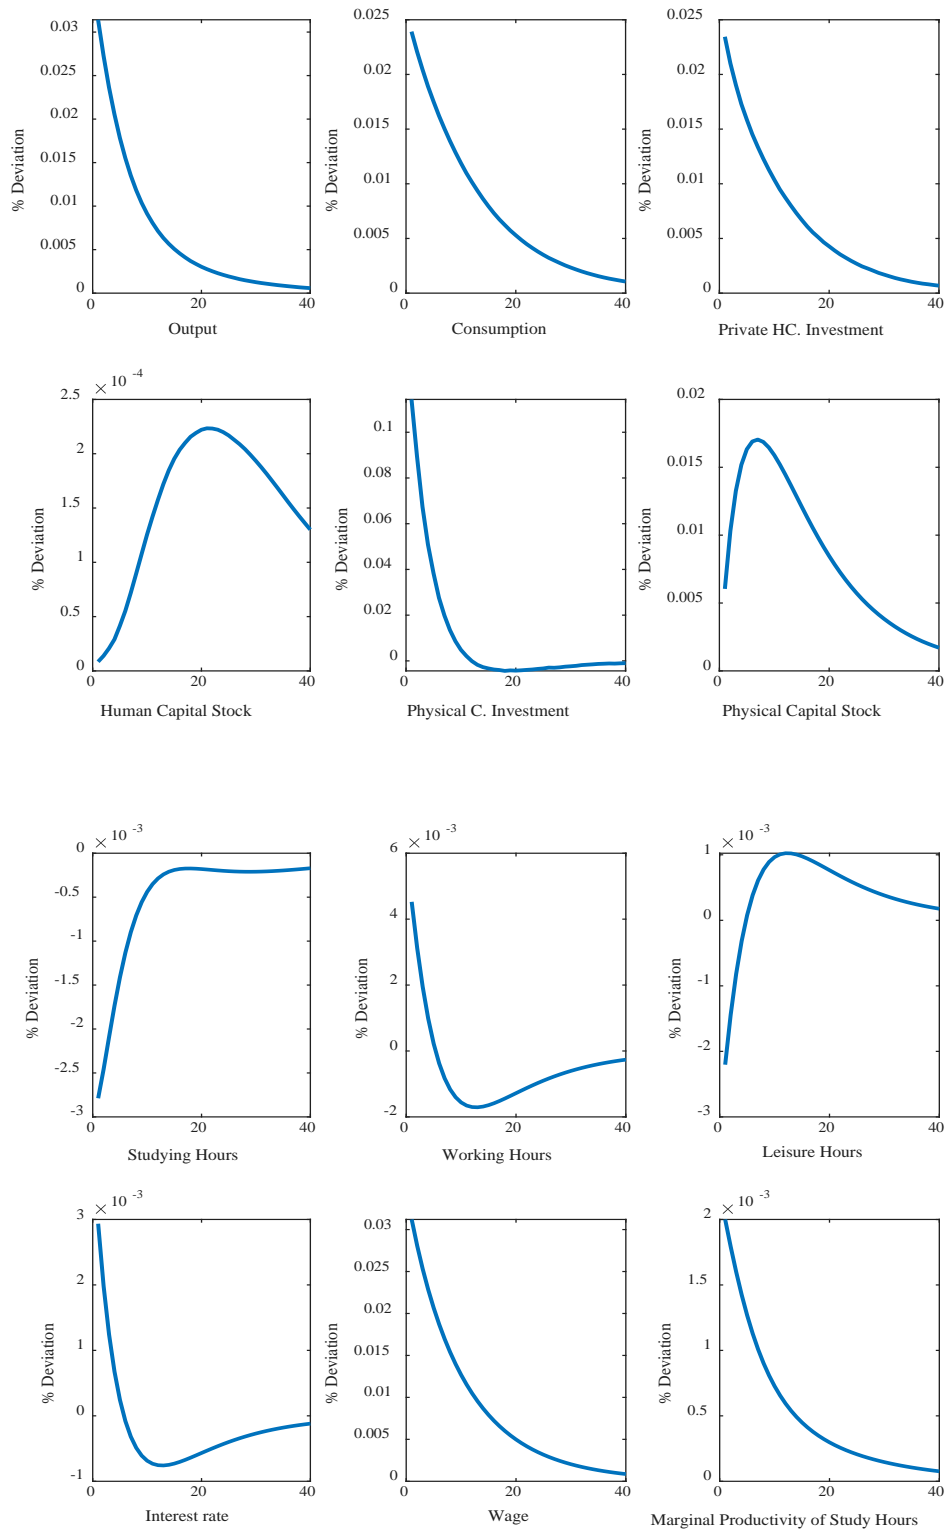 0.03
0.025
0.02
0.015
0.01
0.005
0
% Deviation
0 20 40
Output
0.025
0.02
0.015
0.01
0.005
0
% Deviation
0 20 40
Consumption
0.025
0.02
0.015
0.01
0.005
0
% Deviation
0 20 40
Private HC. Investment
× 10 -4
2.5
2
1.5
1
0.5
0
% Deviation
0 20 40
Human Capital Stock
0.1
0.08
0.06
0.04
0.02
0
% Deviation
0 20 40
Physical C. Investment
0.02
0.015
0.01
0.005
0
% Deviation
0 20 40
Physical Capital Stock
× 10 -3
0
-0.5
-1
-1.5
-2
-2.5
-3
% Deviation
0 20 40
Studying Hours
× 10 -3
6
4
2
0
-2
% Deviation
0 20 40
Working Hours
× 10 -3
1
0
-1
-2
-3
% Deviation
0 20 40
Leisure Hours
× 10 -3
3
2
1
0
-1
% Deviation
0 20 40
Interest rate
0.03
0.025
0.02
0.015
0.01
0.005
0
% Deviation
0 20 40
Wage
× 10 -3
2
1.5
1
0.5
0
% Deviation
0 20 40
Marginal Productivity of Study Hours